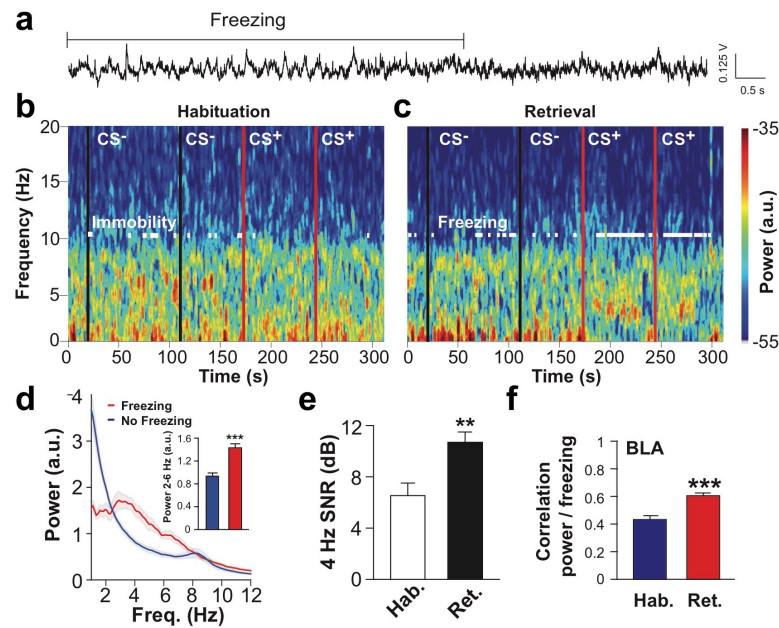 a
Freezing
0.125 V
0.5 s
b
Habituation
c
Retrieval
Frequency (Hz)
20
15
10
5
0
CS-
CS-
CS+
CS+
Immobility
0
50
100
150
200
250
300
Time (s)
CS-
CS-
CS+
CS+
Freezing
0
50
100
150
200
250
300
Time (s)
-35
Power (a.u.)
-55
d
Power (a.u.)
4
3
2
1
0
Freezing
No Freezing
Power 2-6 Hz (a.u.)
1.6
1.2
0.8
0.4
0
***
2
4
6
8
10
12
Freq. (Hz)
e
4 Hz SNR (dB)
12
8
4
0
**
Hab.
Ret.
f
Correlation
power / freezing
1
0.8
0.6
0.4
0.2
0
BLA
***
Hab.
Ret.